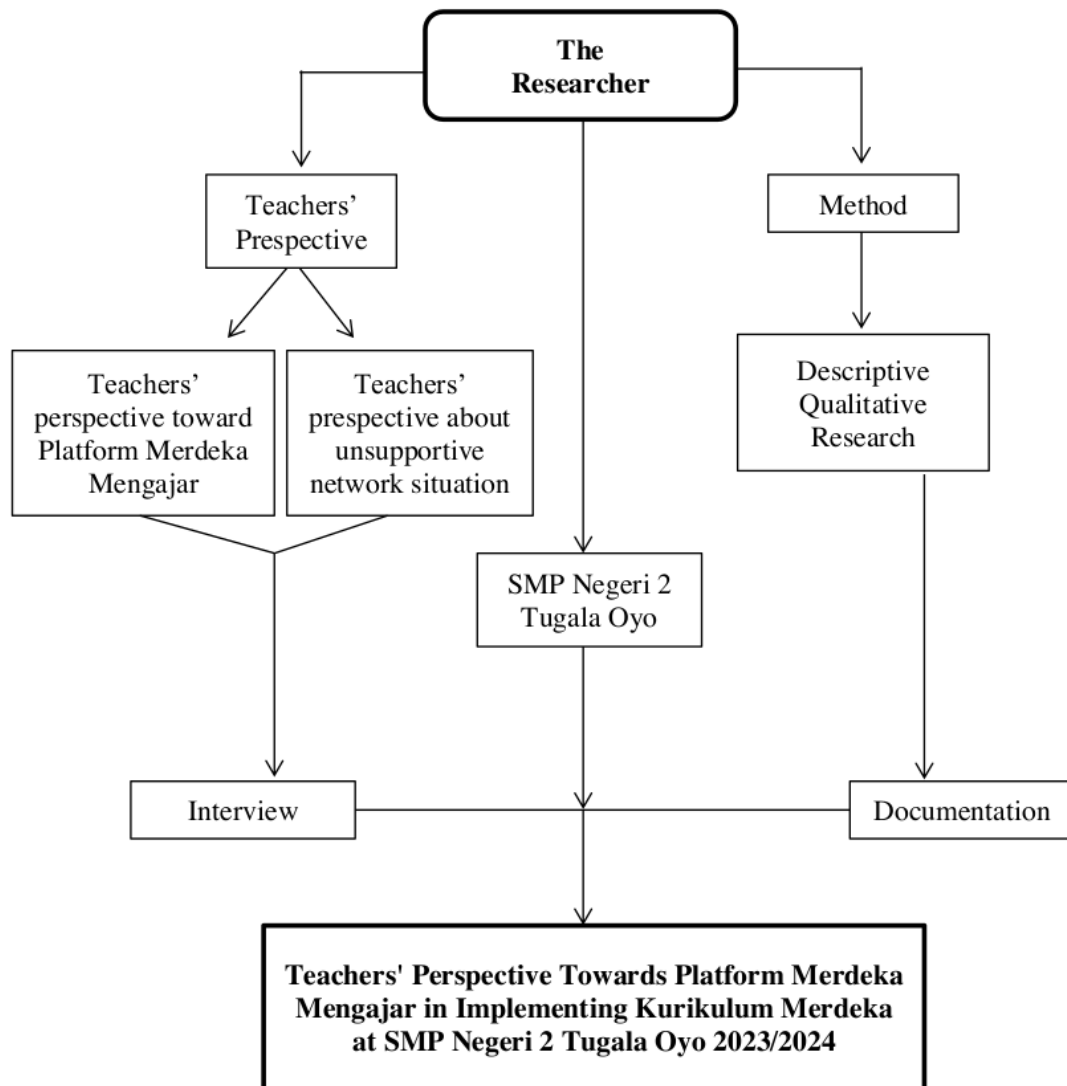 The
Researcher
Teachers’
Prespective
Method
Teachers’
perspective toward
Platform Merdeka
Mengajar
Teachers’
prespective about
unsupportive
network situation
Descriptive
Qualitative
Research
SMP Negeri 2
Tugala Oyo
Interview
Documentation
Teachers' Perspective Towards Platform Merdeka
Mengajar in Implementing Kurikulum Merdeka
at SMP Negeri 2 Tugala Oyo 2023/2024